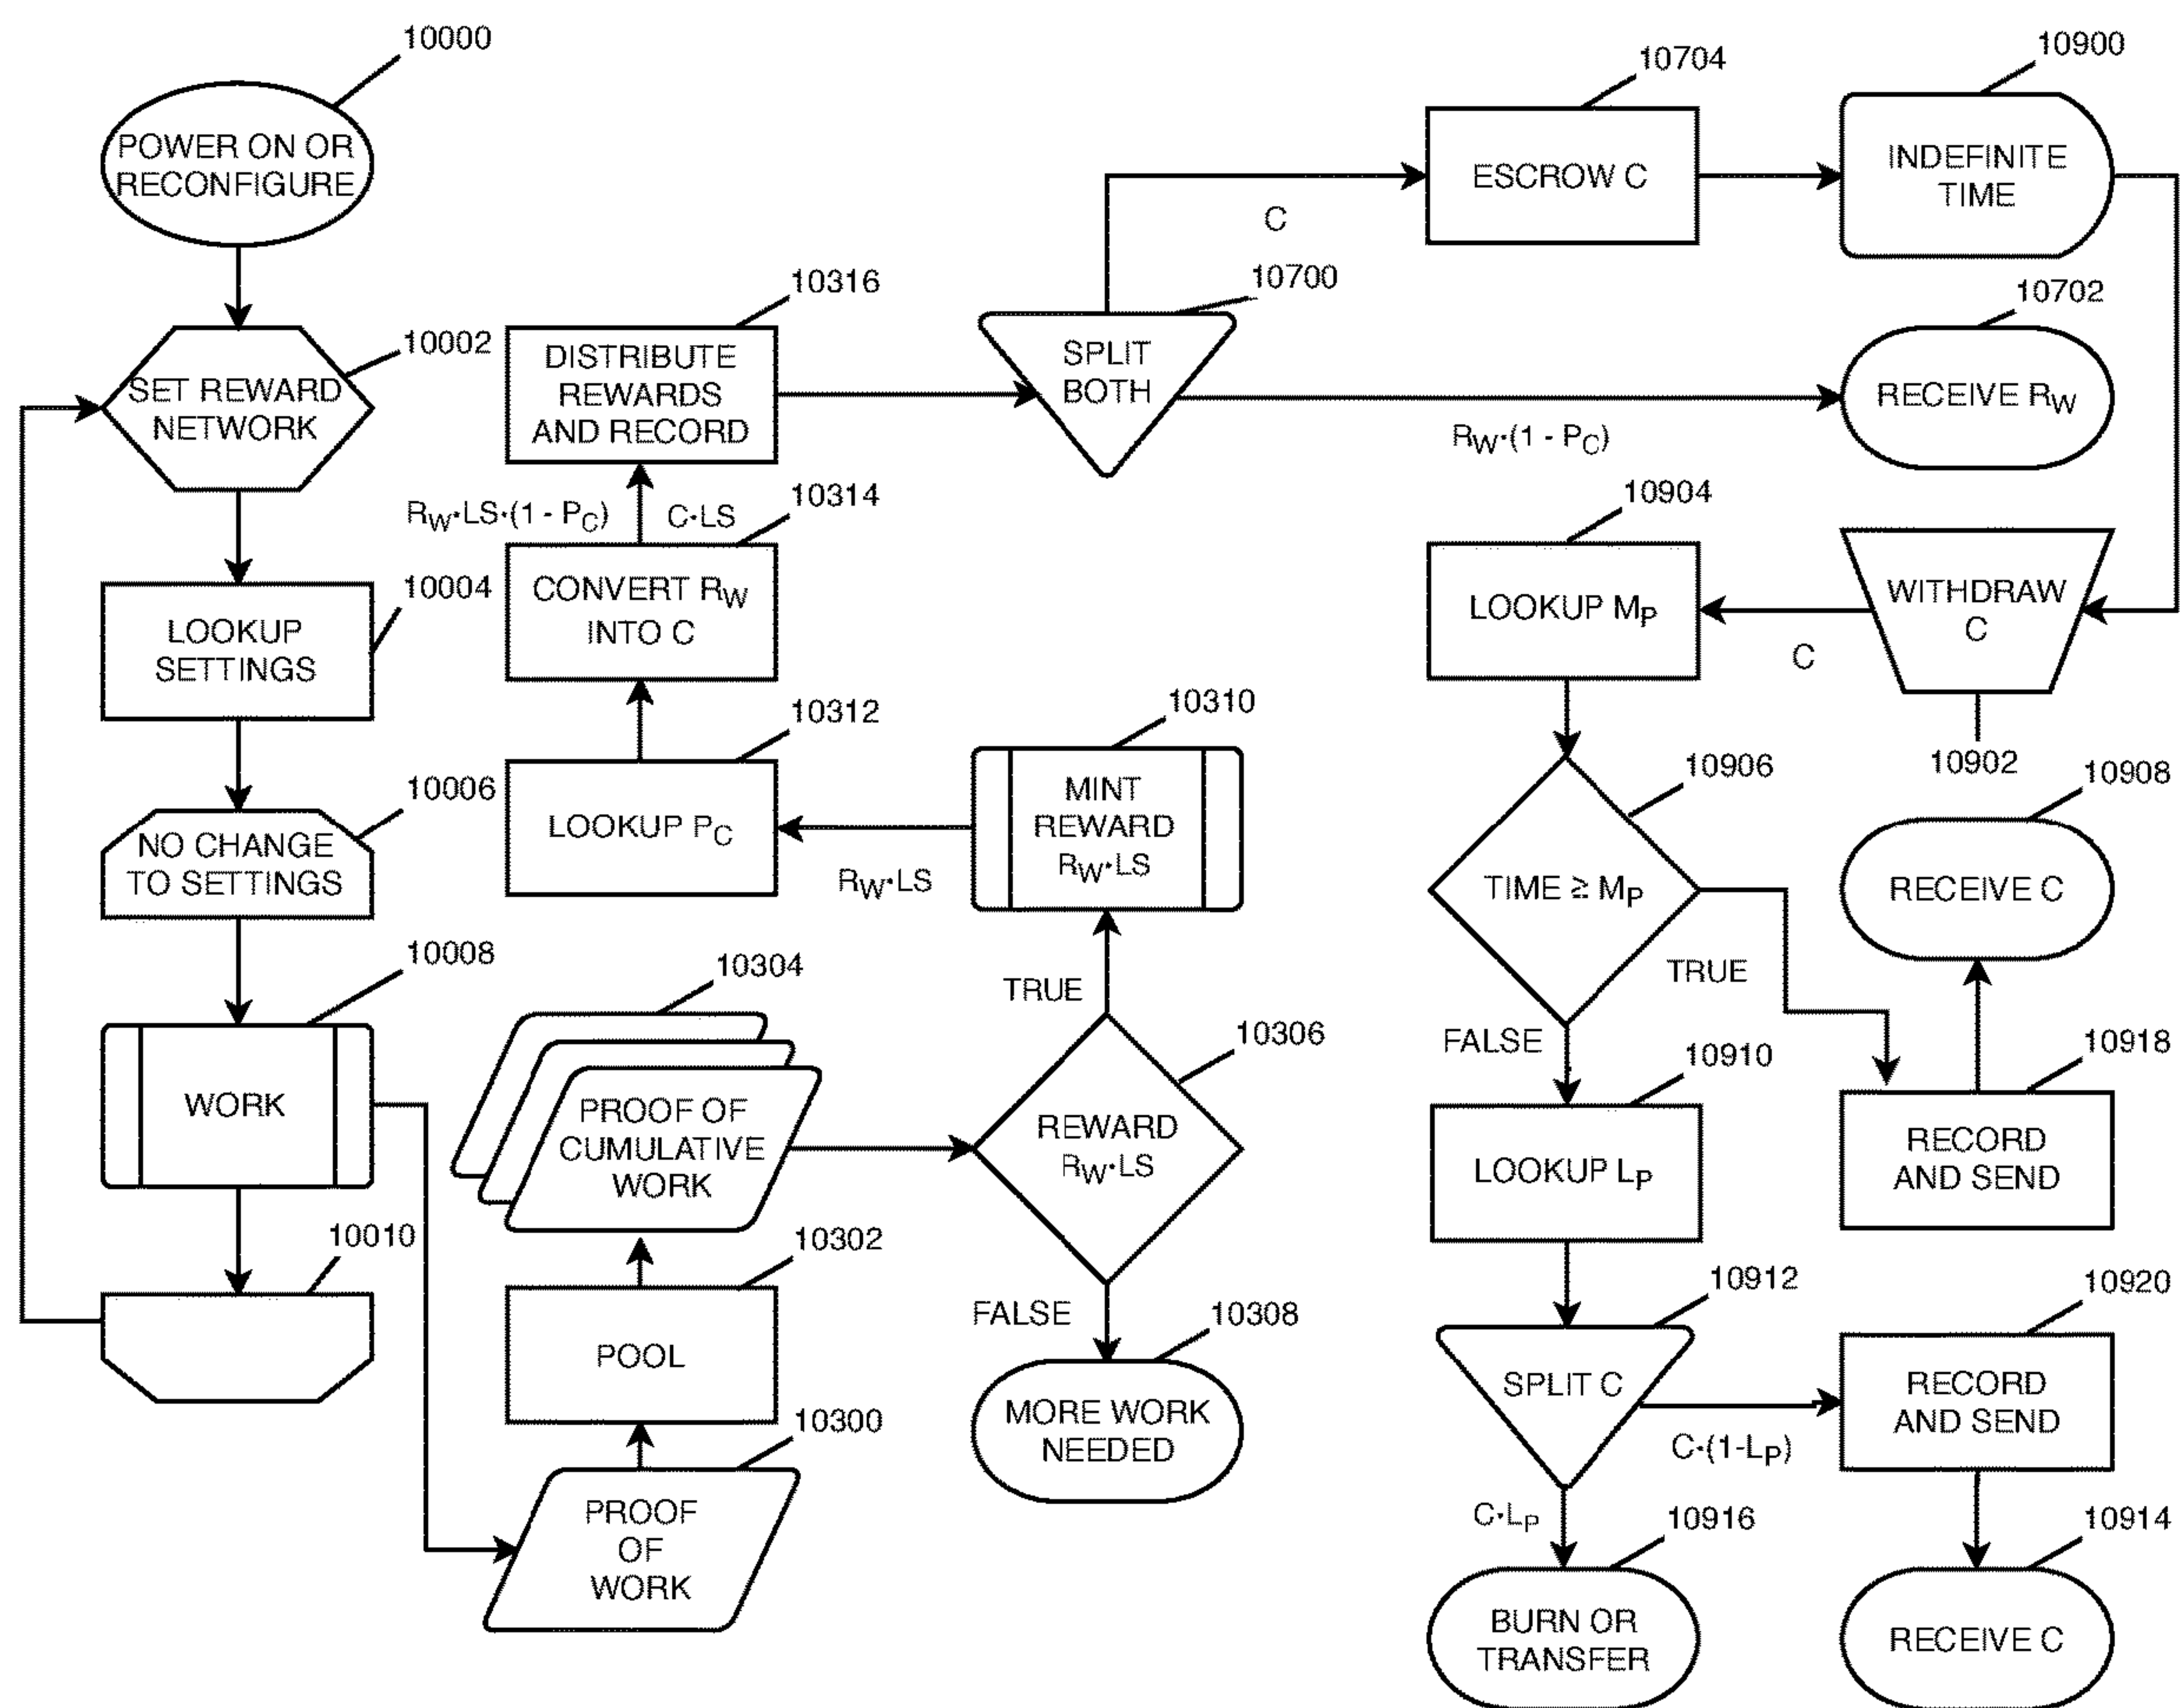 10000
POWER ON OR
RECONFIGURE
10002
SET REWARD
NETWORK
10004
LOOKUP
SETTINGS
10006
NO CHANGE
TO SETTINGS
10008
WORK
10010
10316
DISTRIBUTE
REWARDS
AND RECORD
RW·LS·(1 - PC)
C·LS
10314
CONVERT RW
INTO C
10312
LOOKUP PC
10304
PROOF OF
CUMULATIVE
WORK
10302
POOL
10300
PROOF
OF
WORK
10700
SPLIT
BOTH
C
RW·(1 - PC)
10310
MINT
REWARD
RW·LS
RW·LS
TRUE
10306
REWARD
RW·LS
FALSE
10308
MORE WORK
NEEDED
10704
ESCROW C
10900
INDEFINITE
TIME
10702
RECEIVE RW
10904
LOOKUP MP
C
WITHDRAW
C
10902
10906
TIME ≥ MP
TRUE
FALSE
10908
RECEIVE C
10918
RECORD
AND SEND
10910
LOOKUP LP
10912
SPLIT C
C·(1-LP)
C·LP
10920
RECORD
AND SEND
10916
BURN OR
TRANSFER
10914
RECEIVE C